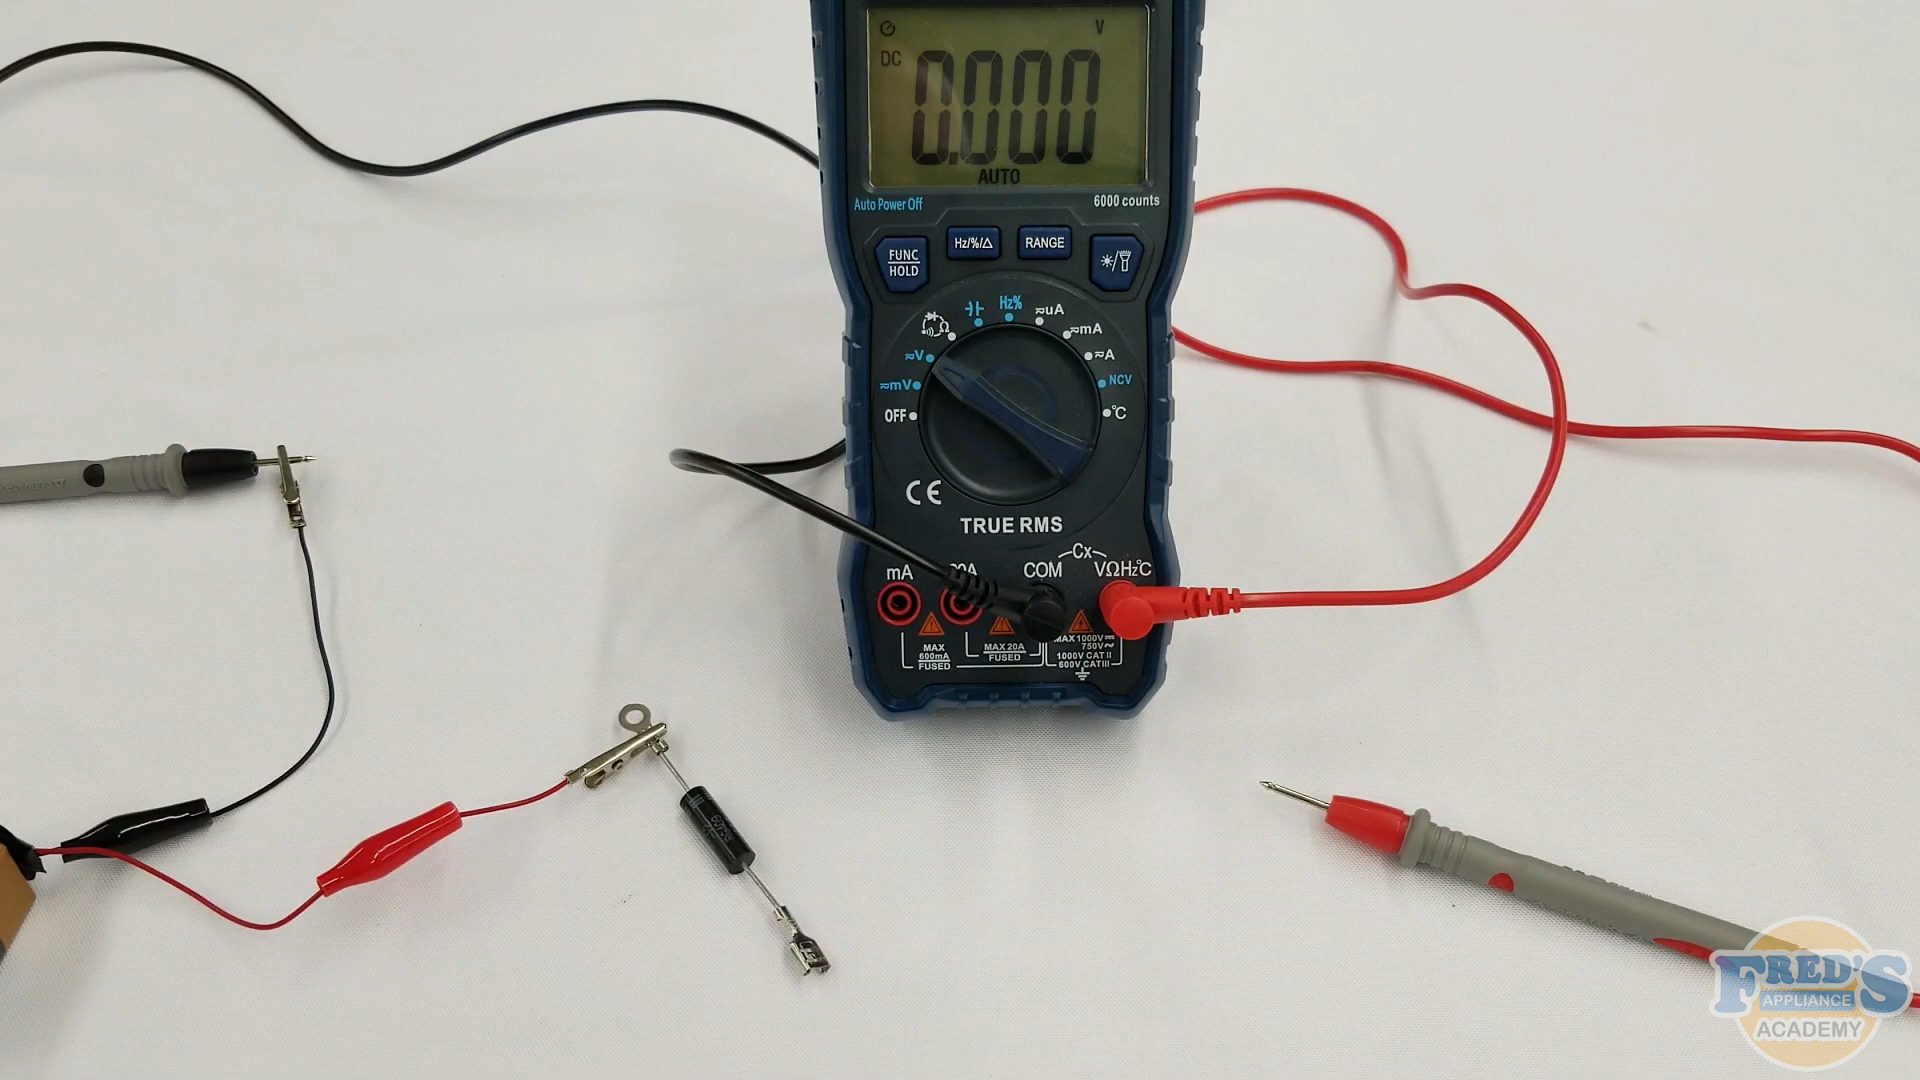 V
DC
0.000
AUTO
Auto Power Off
6000 counts
FUNC
HOLD
Hz/%/Δ
RANGE
Hz%
uA
mA
Ω
V
A
mV
NCV
OFF
°C
CE
TRUE RMS
Cx
mA
COM
VΩHz°C
MAX
600mA
FUSED
MAX 20A
FUSED
MAX 1000V
750V~
1000V CAT II
600V CAT III
FRED'S
APPLIANCE
ACADEMY